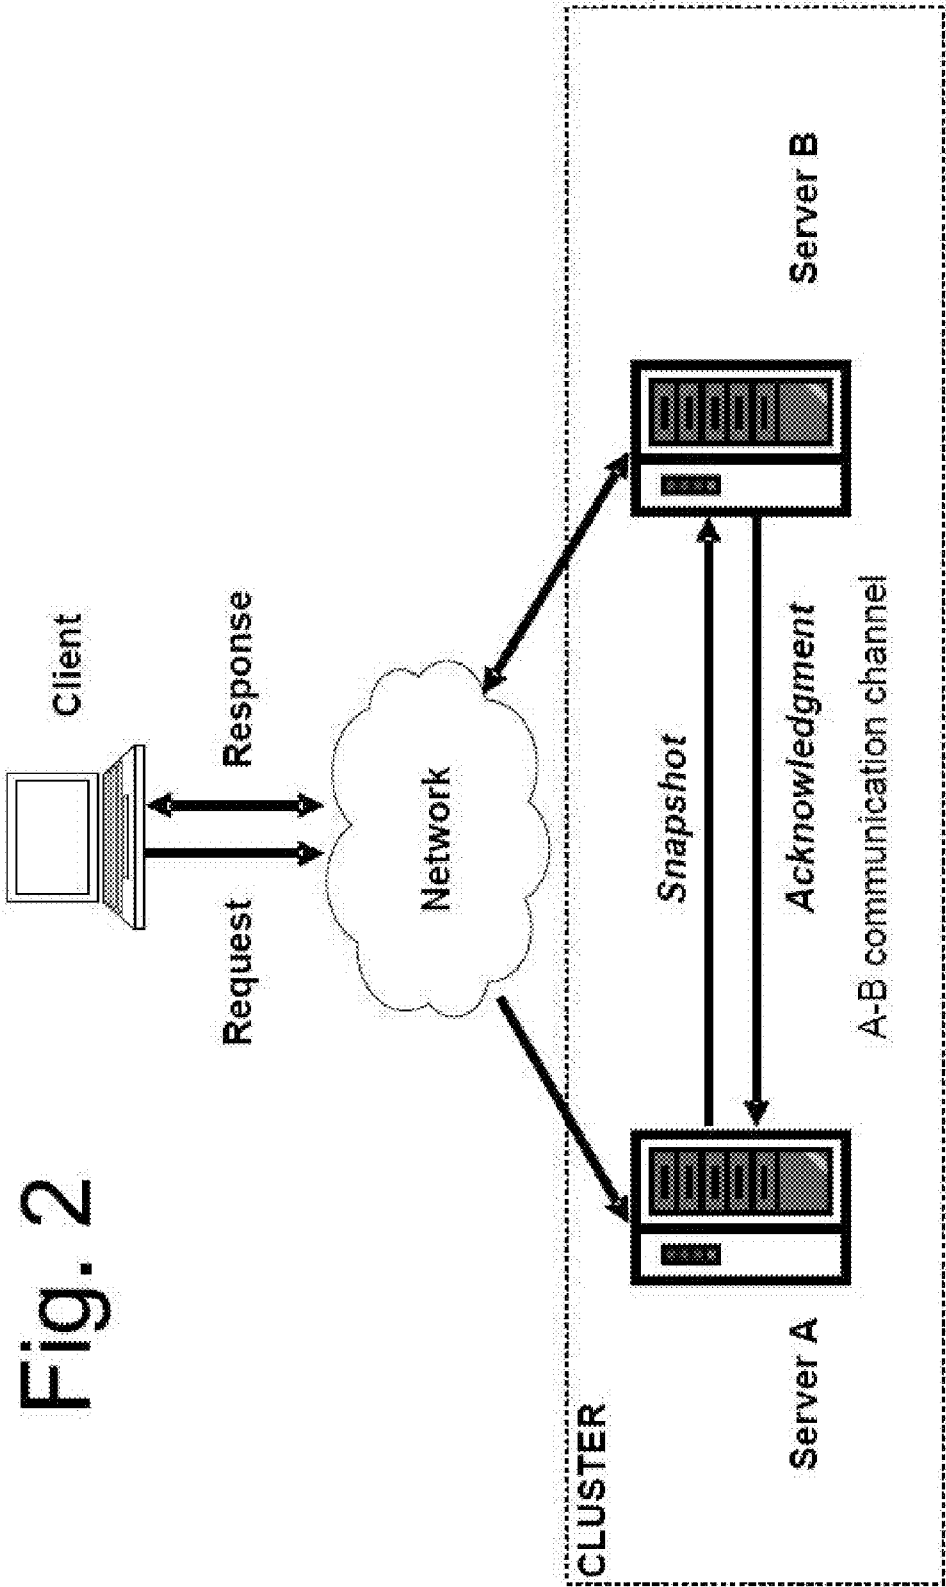 Fig. 2
Client
Request
Response
Network
CLUSTER
Snapshot
Acknowledgment
A-B communication channel
Server A
Server B